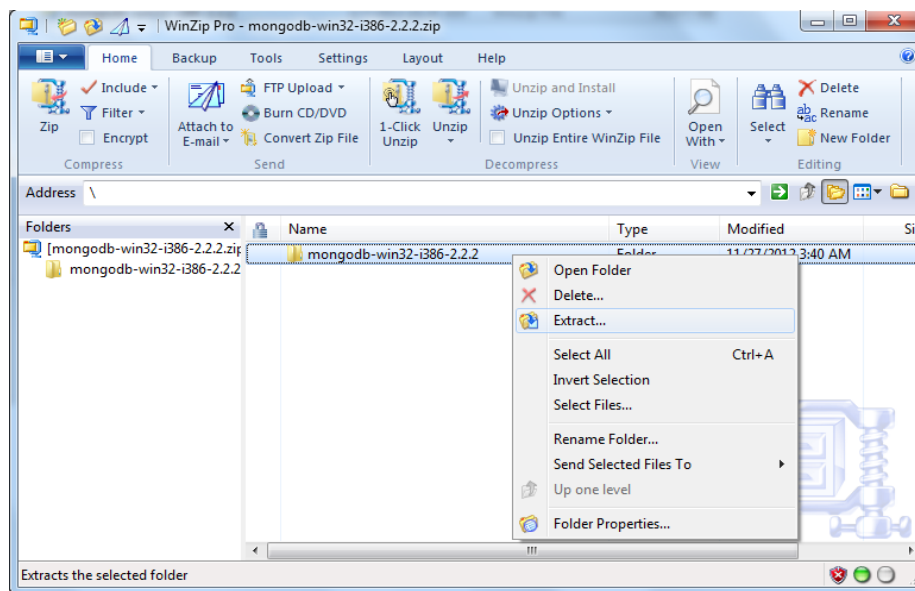 WinZip Pro - mongodb-win32-i386-2.2.2.zip
Home Backup Tools Settings Layout Help
Include FTP Upload Unzip and Install Delete
Filter Burn CD/DVD Unzip Options Rename
Zip Encrypt Attach to E-mail Convert Zip File 1-Click Unzip Unzip Unzip Entire WinZip File Open With Select New Folder
Compress Send Decompress View Editing
Address \
Folders x Name Type Modified Si
[mongodb-win32-i386-2.2.2.zip mongodb-win32-i386-2.2.2 Folder 11/27/2012 3:40 AM
mongodb-win32-i386-2.2.2
Open Folder
Delete...
Extract...
Select All Ctrl+A
Invert Selection
Select Files...
Rename Folder...
Send Selected Files To
Up one level
Folder Properties...
Extracts the selected folder